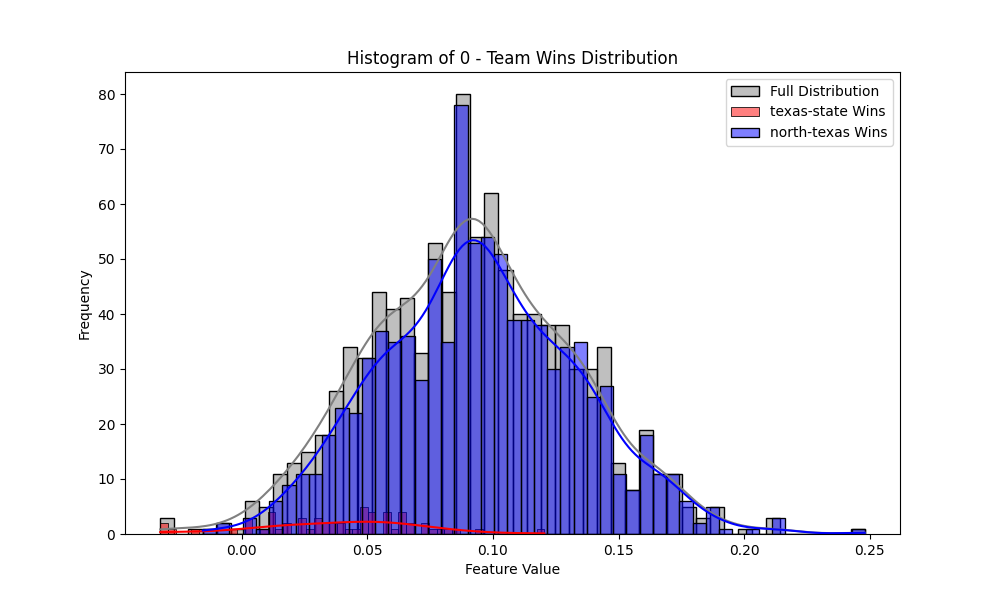 Histogram of 0 - Team Wins Distribution
Full Distribution
texas-state Wins
north-texas Wins
Frequency
80
70
60
50
40
30
20
10
0
0.00
0.05
0.10
0.15
0.20
0.25
Feature Value